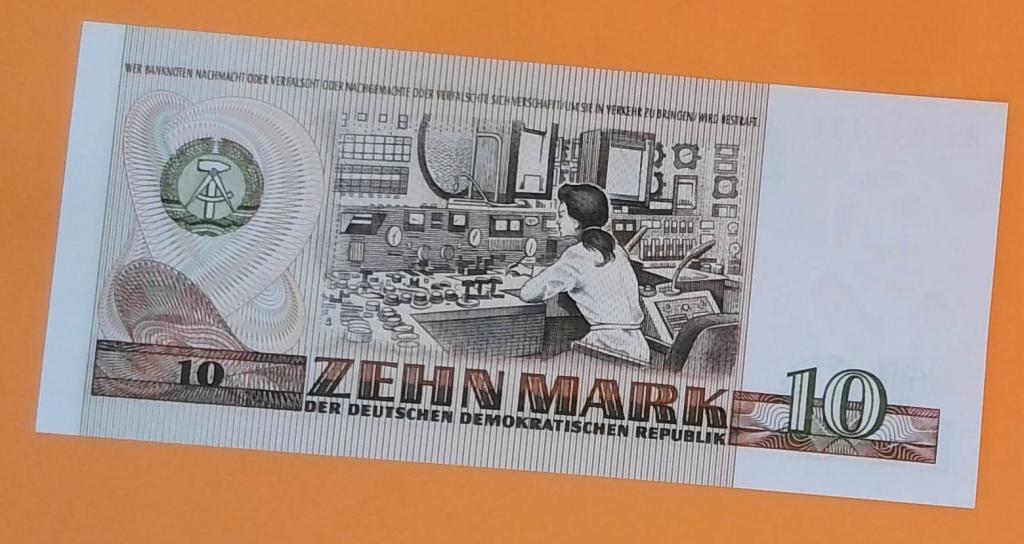 WER BANKNOTEN NACHMACHT ODER VERFÄLSCHT ODER NACHGEMACHTE ODER VERFÄLSCHTE SICH VERSCHAFFT/UM SIE IN VERKEHR ZU BRINGEN/ WIRD BESTRAFT.
10
ZEHN MARK
DER DEUTSCHEN DEMOKRATISCHEN REPUBLIK
10